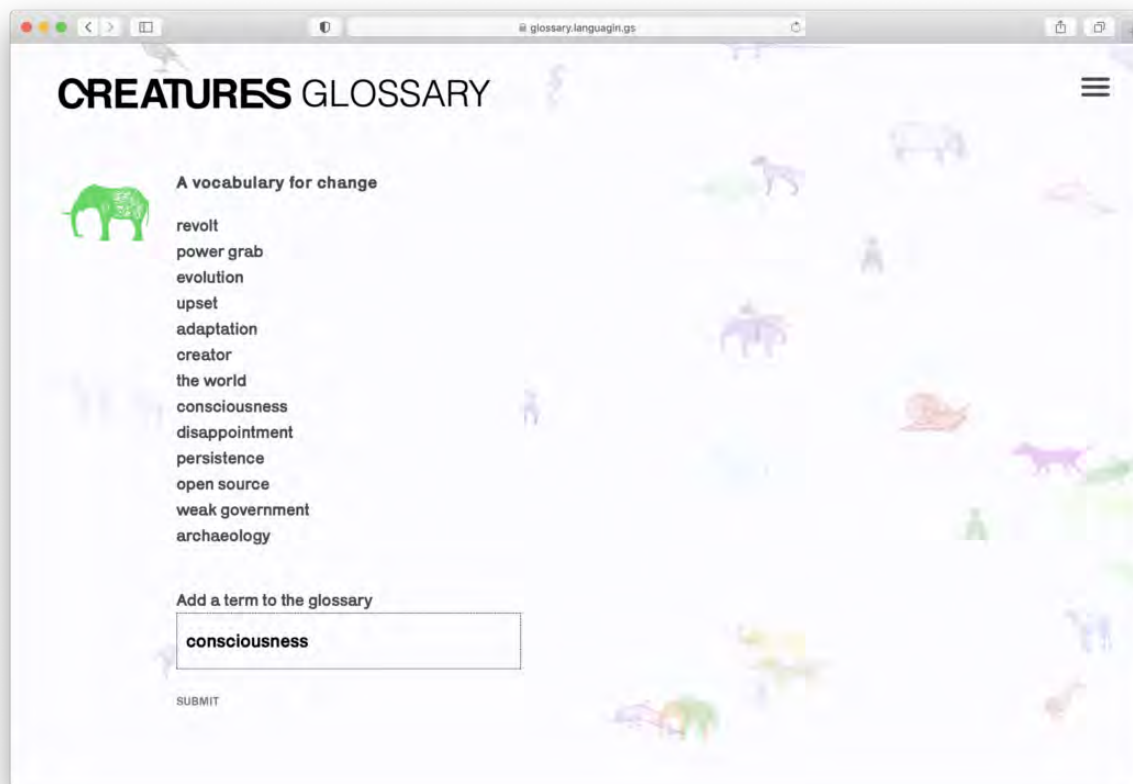 glossary.languagin.gs
CREATURES GLOSSARY
A vocabulary for change
revolt
power grab
evolution
upset
adaptation
creator
the world
consciousness
disappointment
persistence
open source
weak government
archaeology
Add a term to the glossary
consciousness
SUBMIT